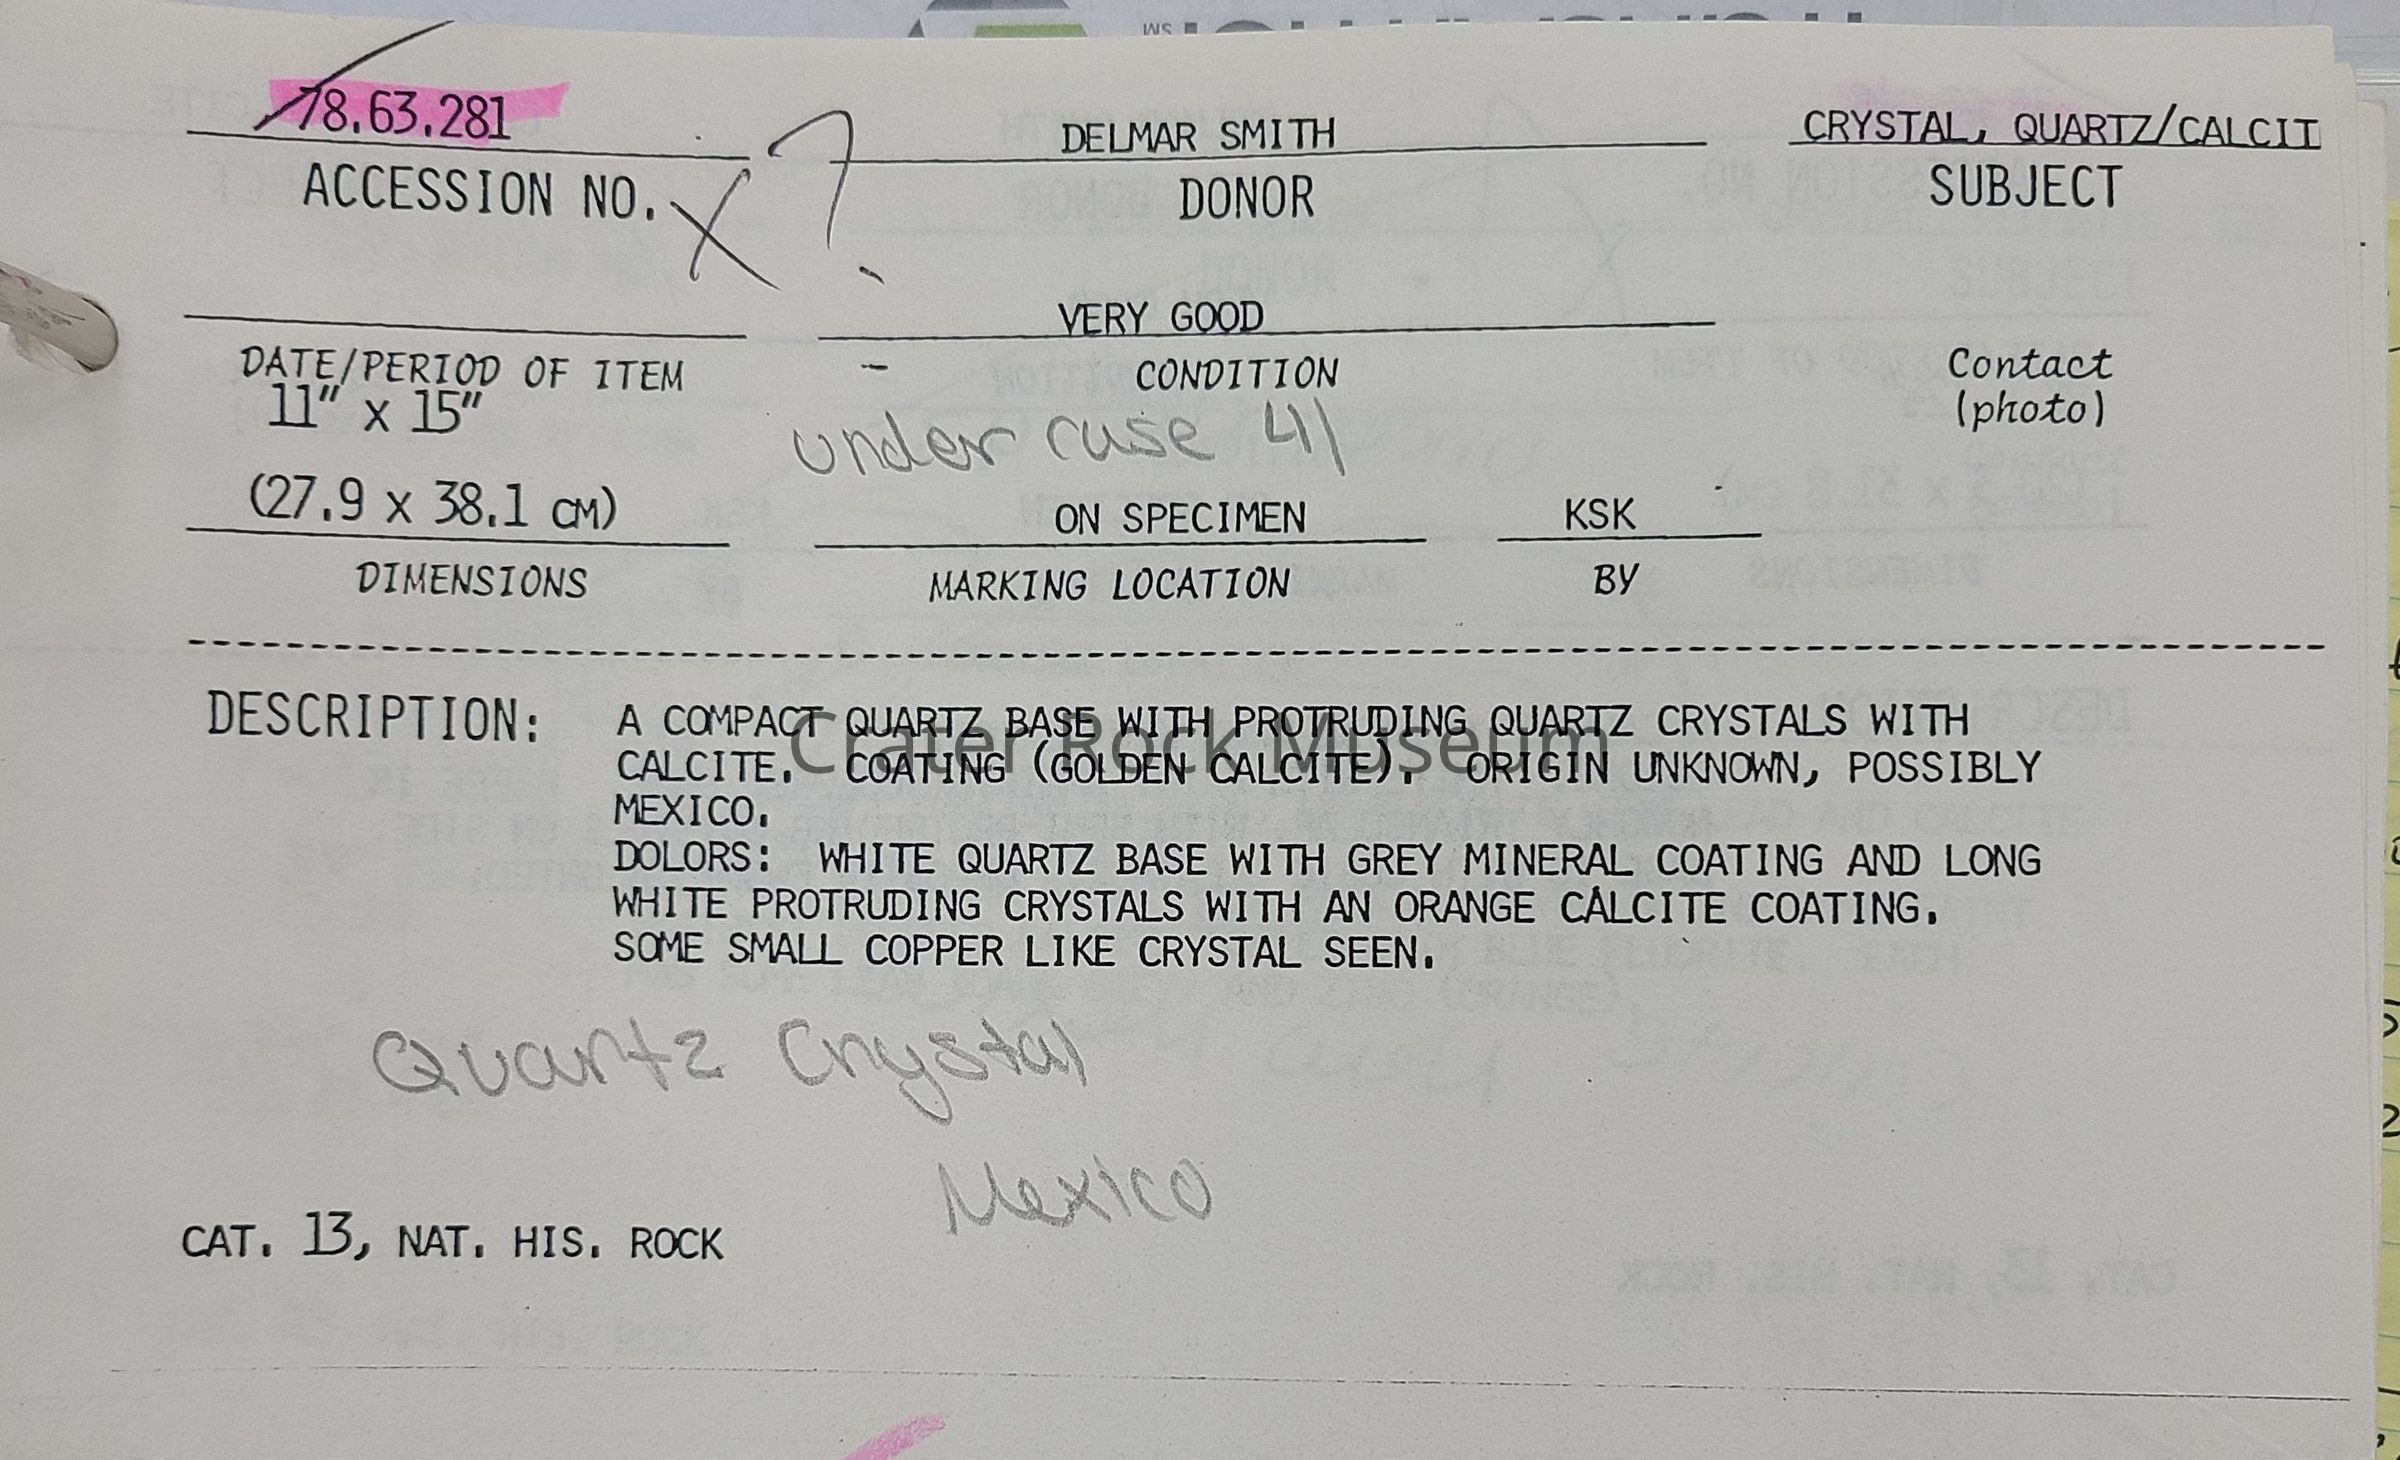 78.63.281
DELMAR SMITH
CRYSTAL, QUARTZ/CALCIT
ACCESSION NO.
X ?
DONOR
SUBJECT
VERY GOOD
DATE/PERIOD OF ITEM
CONDITION
Contact
(photo)
11" x 15"
under case 41
(27.9 x 38.1 CM)
ON SPECIMEN
KSK
DIMENSIONS
MARKING LOCATION
BY
DESCRIPTION:
A COMPACT QUARTZ BASE WITH PROTRUDING QUARTZ CRYSTALS WITH
CALCITE. COATING (GOLDEN CALCITE). ORIGIN UNKNOWN, POSSIBLY
MEXICO.
DOLORS: WHITE QUARTZ BASE WITH GREY MINERAL COATING AND LONG
WHITE PROTRUDING CRYSTALS WITH AN ORANGE CALCITE COATING.
SOME SMALL COPPER LIKE CRYSTAL SEEN.
Crater Rock Museum
Quartz Crystal
Mexico
CAT. 13, NAT. HIS. ROCK